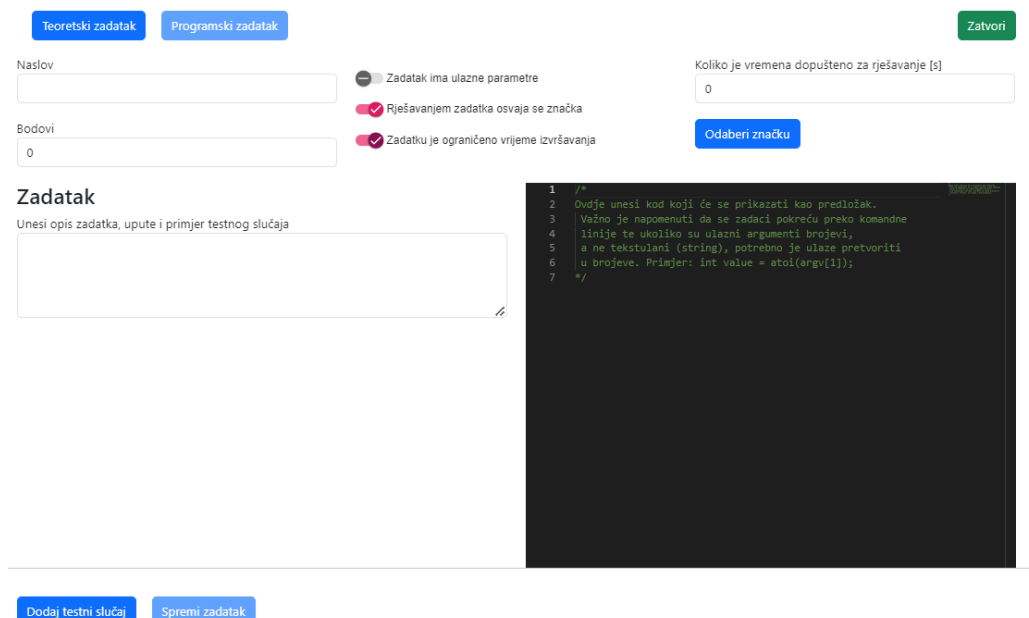 Teoretski zadatak Programski zadatak Zatvori
Naslov
Zadatak ima ulazne parametre
Koliko je vremena dopušteno za rješavanje [s]
0
Rješavanjem zadatka osvaja se značka
Bodovi
0
Zadatku je ograničeno vrijeme izvršavanja
Odaberi značku
Zadatak
Unesi opis zadatka, upute i primjer testnog slučaja
1 /*
2 Ovdje unesi kod koji će se prikazati kao predložak.
3 Važno je napomenuti da se zadaci pokreću preko komandne
4 linije te ukoliko su ulazni argumenti brojevi,
5 a ne tekstulani (string), potrebno je ulaze pretvoriti
6 u brojeve. Primjer: int value = atoi(argv[1]);
7 */
Dodaj testni slučaj Spremi zadatak